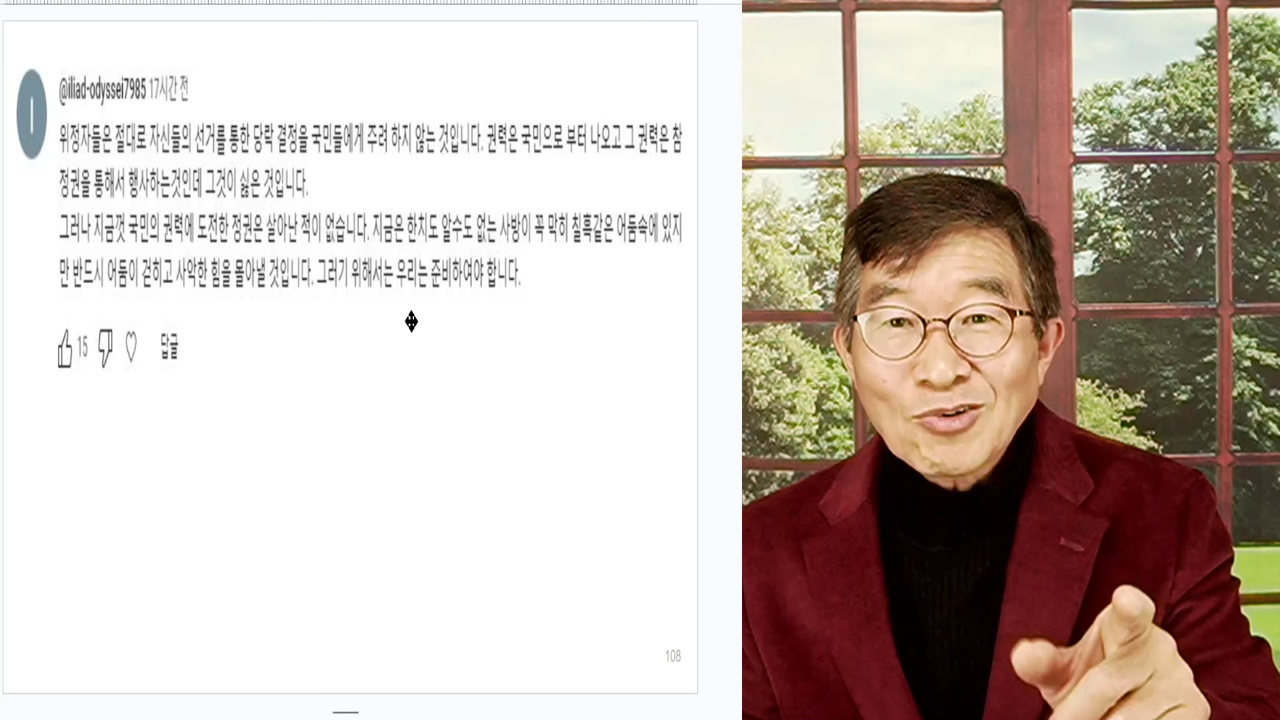 @iliad-odyssei7985 17시간 전
위정자들은 절대로 자신들의 선거를 통한 당락 결정을 국민들에게 주려 하지 않는 것입니다. 권력은 국민으로 부터 나오고 그 권력은 참
정권을 통해서 행사하는것인데 그것이 싫은 것입니다.
그러나 지금껏 국민의 권력에 도전한 정권은 살아난 적이 없습니다. 지금은 한치도 알수도 없는 사방이 꼭 막히 칠흑같은 어둠속에 있지
만 반드시 어둠이 걷히고 사악한 힘을 몰아낼 것입니다. 그러기 위해서는 우리는 준비하여야 합니다.
15 답글
108